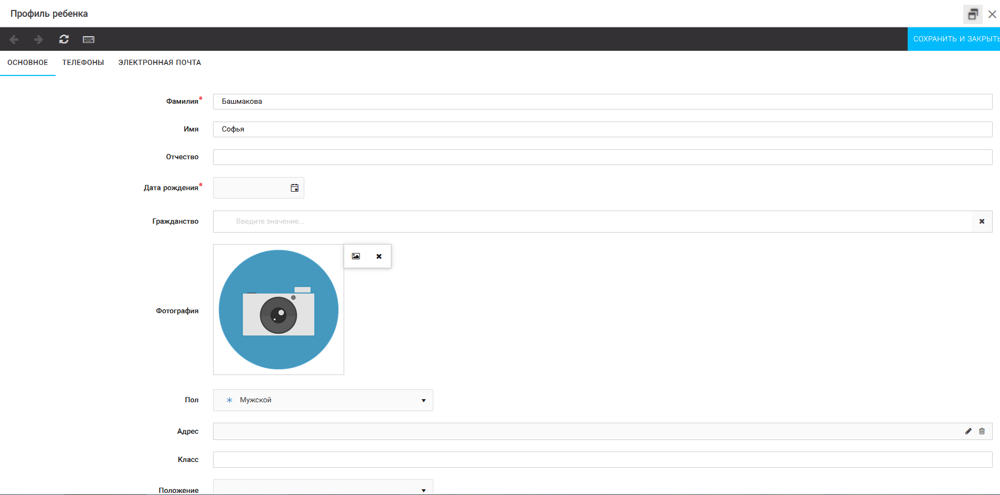 Профиль ребенка
СОХРАНИТЬ И ЗАКРЫТЬ
ОСНОВНОЕ ТЕЛЕФОНЫ ЭЛЕКТРОННАЯ ПОЧТА
Фамилия Башмакова
Имя Софья
Отчество
Дата рождения
Гражданство Введите значение...
Фотография
Пол Мужской
Адрес
Класс
Положение